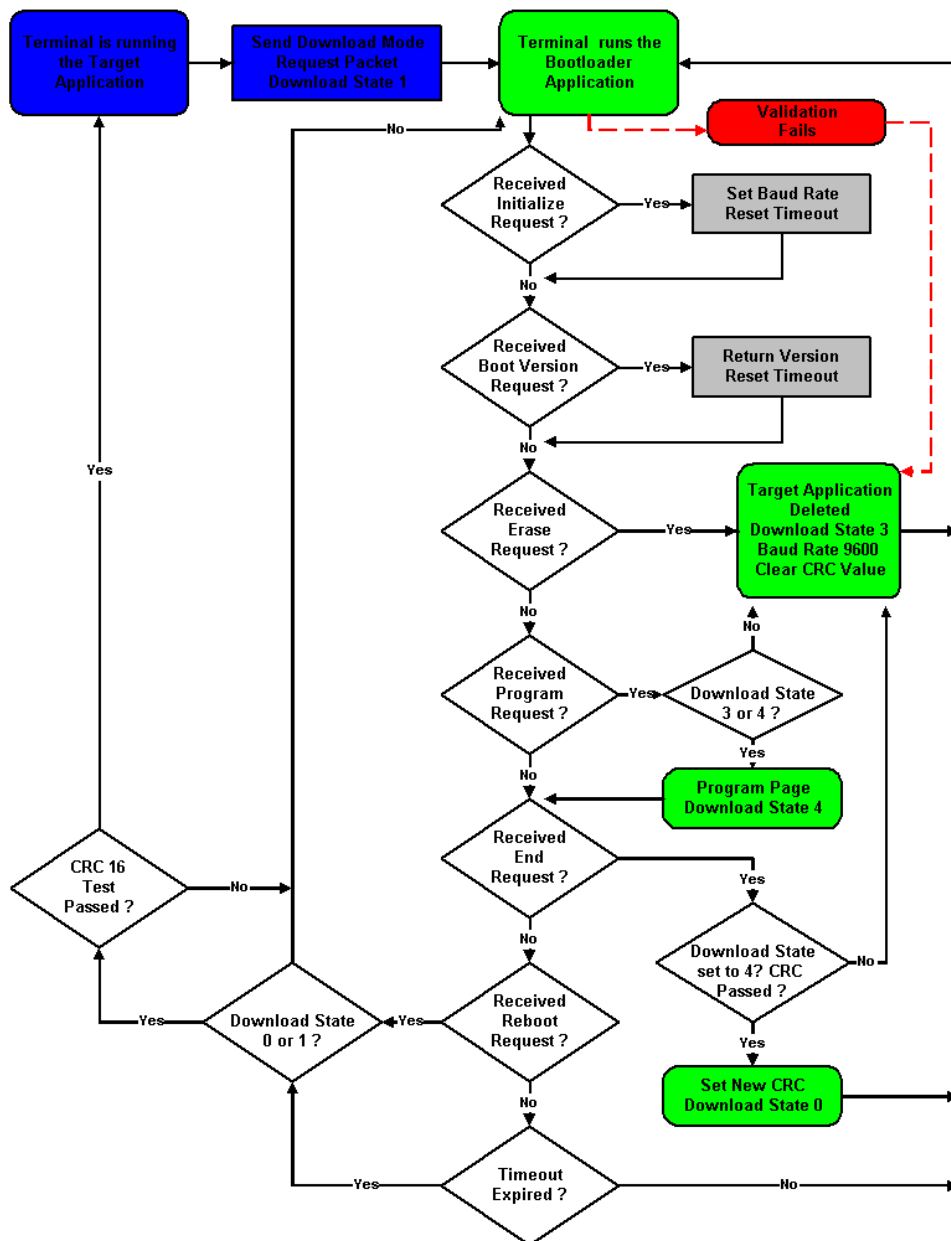 Terminal is running
the Target
Application
Send Download Mode
Request Packet
Download State 1
Terminal runs the
Bootloader
Application
Validation
Fails
No
Received
Initialize
Request ?
Yes
Set Baud Rate
Reset Timeout
No
Received
Boot Version
Request ?
Yes
Return Version
Reset Timeout
No
Yes
Received
Erase
Request ?
Yes
Target Application
Deleted
Download State 3
Baud Rate 9600
Clear CRC Value
No
No
Received
Program
Request ?
Yes
Download State
3 or 4 ?
Yes
No
Program Page
Download State 4
Received
End
Request ?
Yes
CRC 16
Test
Passed ?
No
No
Download State
set to 4? CRC
Passed ?
No
Received
Reboot
Request ?
Yes
Download State
0 or 1 ?
Yes
Yes
Set New CRC
Download State 0
No
Timeout
Expired ?
Yes
No